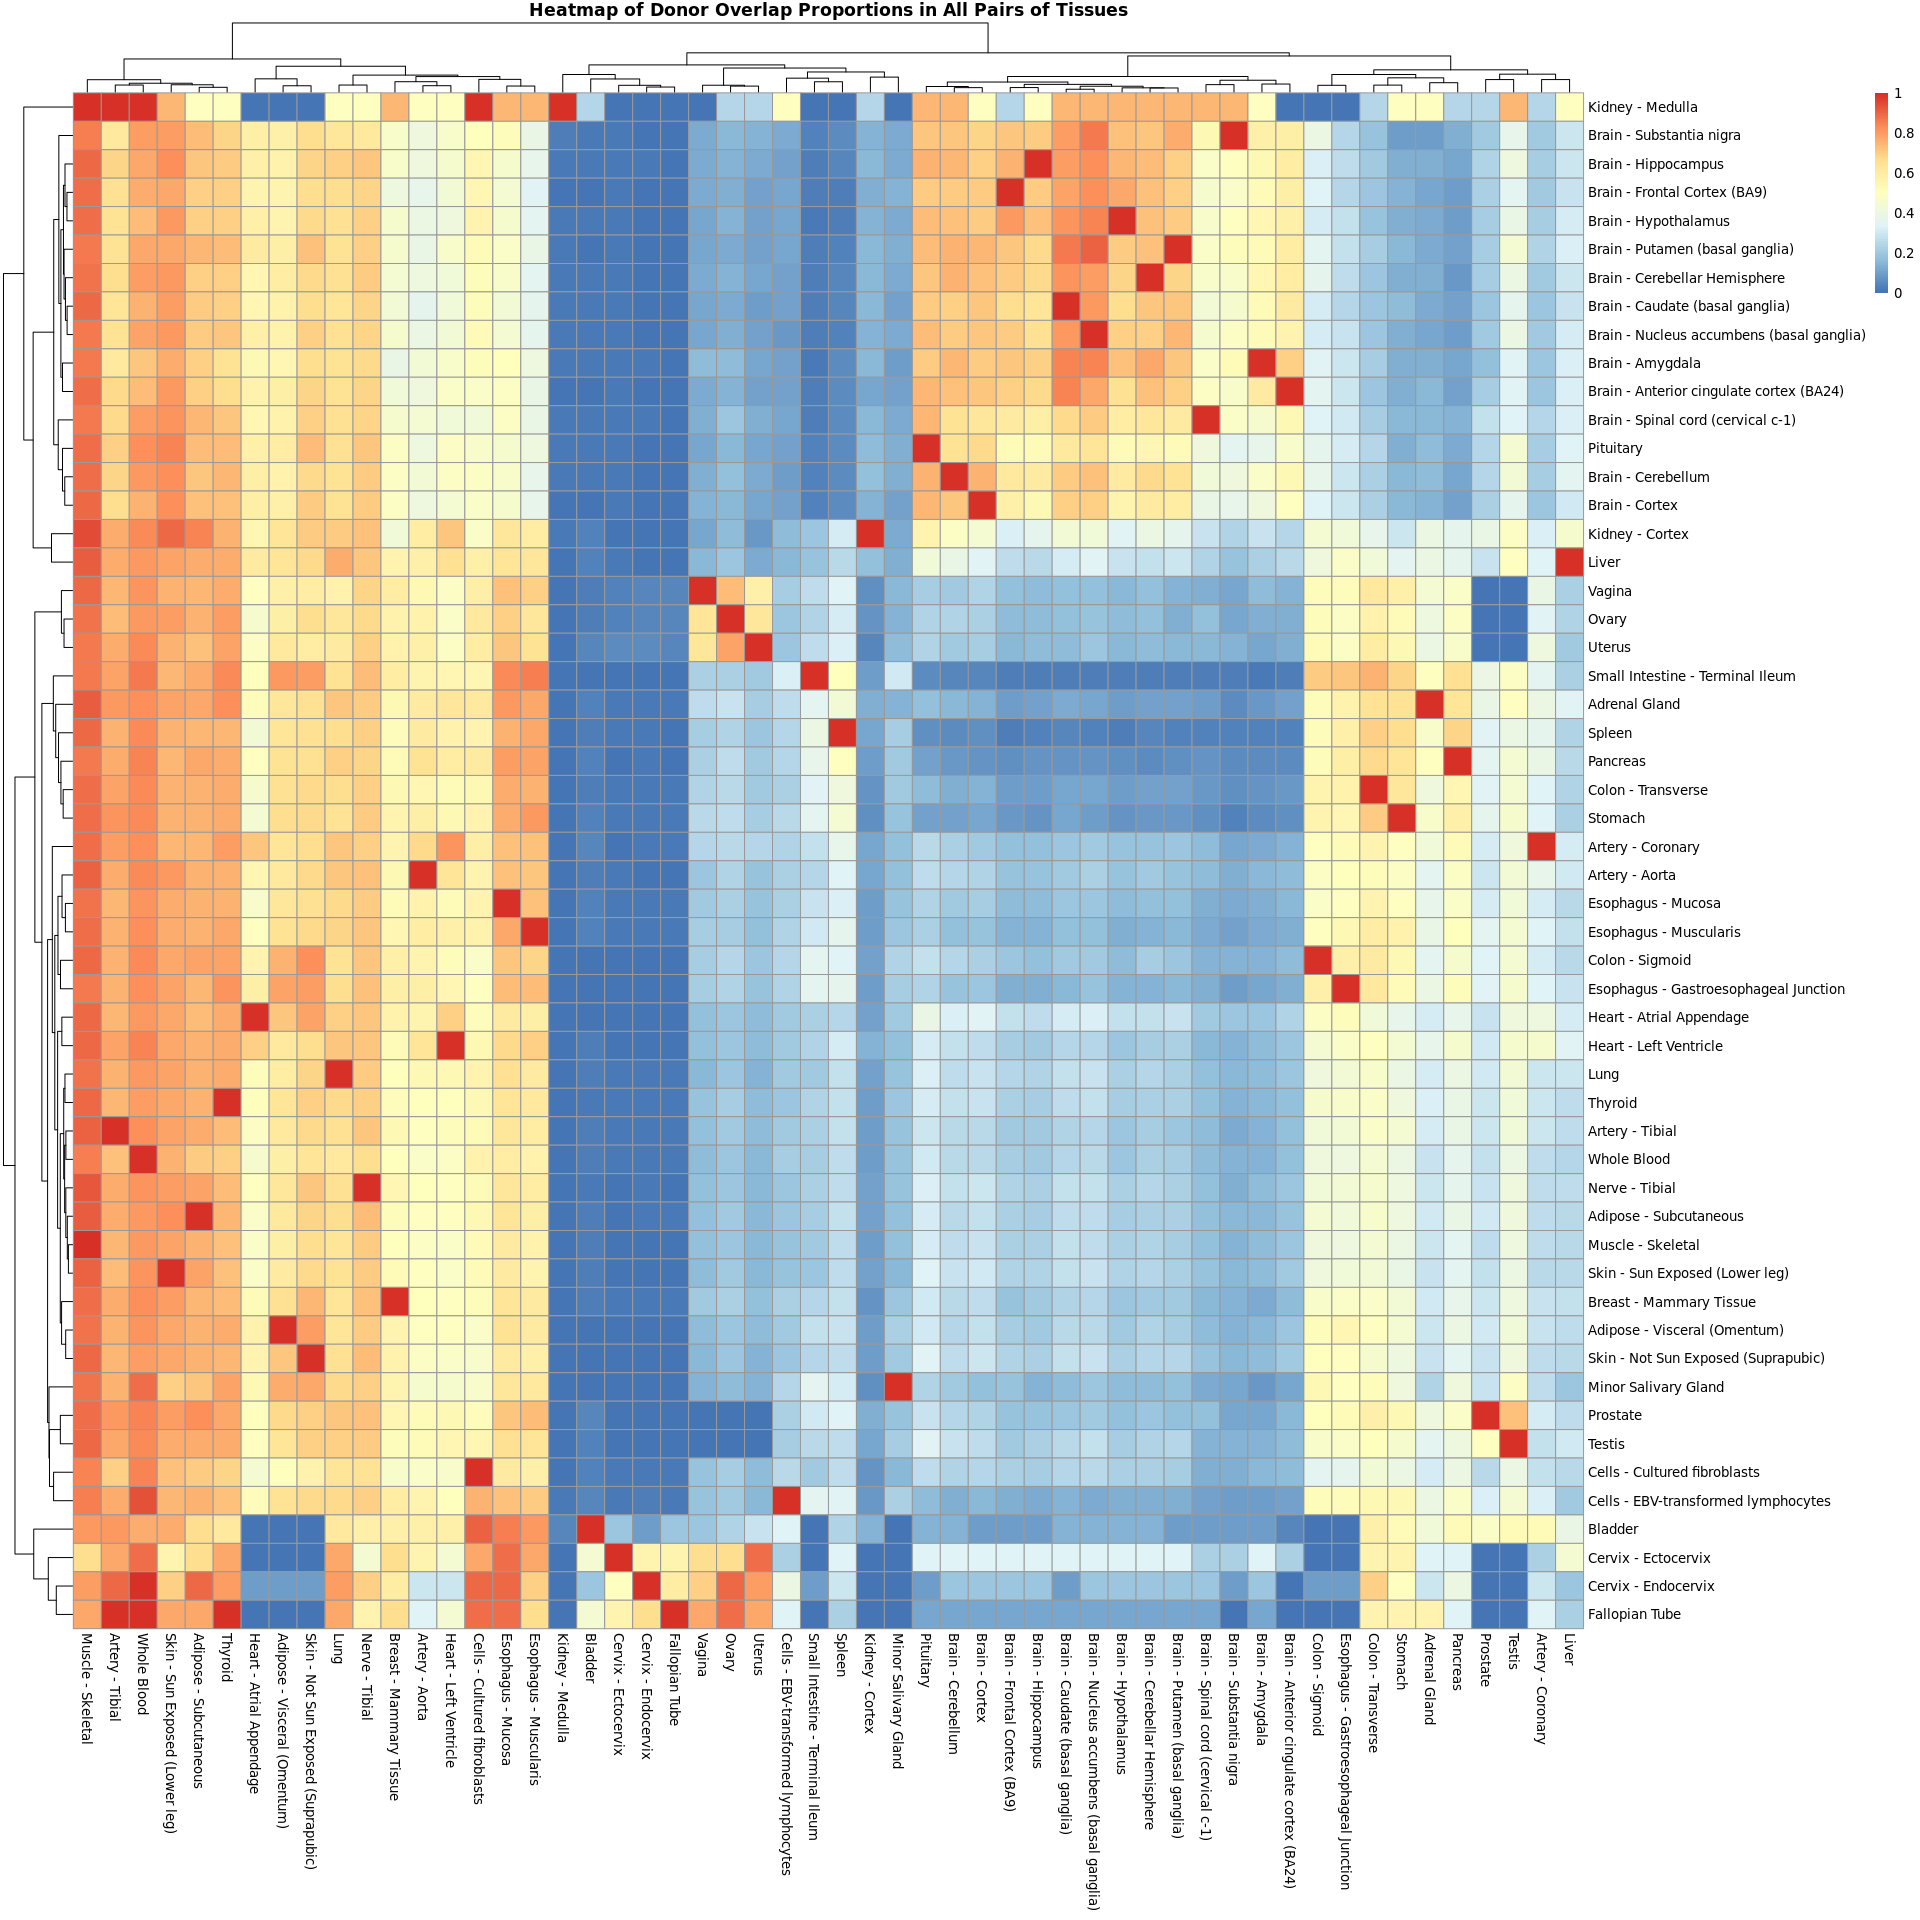 Heatmap of Donor Overlap Proportions in All Pairs of Tissues
1
0.8
0.6
0.4
0.2
0
Kidney - Medulla
Brain - Substantia nigra
Brain - Hippocampus
Brain - Frontal Cortex (BA9)
Brain - Hypothalamus
Brain - Putamen (basal ganglia)
Brain - Cerebellar Hemisphere
Brain - Caudate (basal ganglia)
Brain - Nucleus accumbens (basal ganglia)
Brain - Amygdala
Brain - Anterior cingulate cortex (BA24)
Brain - Spinal cord (cervical c-1)
Pituitary
Brain - Cerebellum
Brain - Cortex
Kidney - Cortex
Liver
Vagina
Ovary
Uterus
Small Intestine - Terminal Ileum
Adrenal Gland
Spleen
Pancreas
Colon - Transverse
Stomach
Artery - Coronary
Artery - Aorta
Esophagus - Mucosa
Esophagus - Muscularis
Colon - Sigmoid
Esophagus - Gastroesophageal Junction
Heart - Atrial Appendage
Heart - Left Ventricle
Lung
Thyroid
Artery - Tibial
Whole Blood
Nerve - Tibial
Adipose - Subcutaneous
Muscle - Skeletal
Skin - Sun Exposed (Lower leg)
Breast - Mammary Tissue
Adipose - Visceral (Omentum)
Skin - Not Sun Exposed (Suprapubic)
Minor Salivary Gland
Prostate
Testis
Cells - Cultured fibroblasts
Cells - EBV-transformed lymphocytes
Bladder
Cervix - Ectocervix
Cervix - Endocervix
Fallopian Tube
Muscle - Skeletal
Artery - Tibial
Whole Blood
Skin - Sun Exposed (Lower leg)
Adipose - Subcutaneous
Thyroid
Heart - Atrial Appendage
Adipose - Visceral (Omentum)
Skin - Not Sun Exposed (Suprapubic)
Lung
Nerve - Tibial
Breast - Mammary Tissue
Artery - Aorta
Heart - Left Ventricle
Cells - Cultured fibroblasts
Esophagus - Mucosa
Esophagus - Muscularis
Kidney - Medulla
Bladder
Cervix - Ectocervix
Cervix - Endocervix
Fallopian Tube
Vagina
Ovary
Uterus
Cells - EBV-transformed lymphocytes
Small Intestine - Terminal Ileum
Spleen
Kidney - Cortex
Minor Salivary Gland
Pituitary
Brain - Cerebellum
Brain - Cortex
Brain - Frontal Cortex (BA9)
Brain - Hippocampus
Brain - Caudate (basal ganglia)
Brain - Nucleus accumbens (basal ganglia)
Brain - Hypothalamus
Brain - Cerebellar Hemisphere
Brain - Putamen (basal ganglia)
Brain - Spinal cord (cervical c-1)
Brain - Substantia nigra
Brain - Amygdala
Brain - Anterior cingulate cortex (BA24)
Colon - Sigmoid
Esophagus - Gastroesophageal Junction
Colon - Transverse
Stomach
Adrenal Gland
Pancreas
Prostate
Testis
Artery - Coronary
Liver